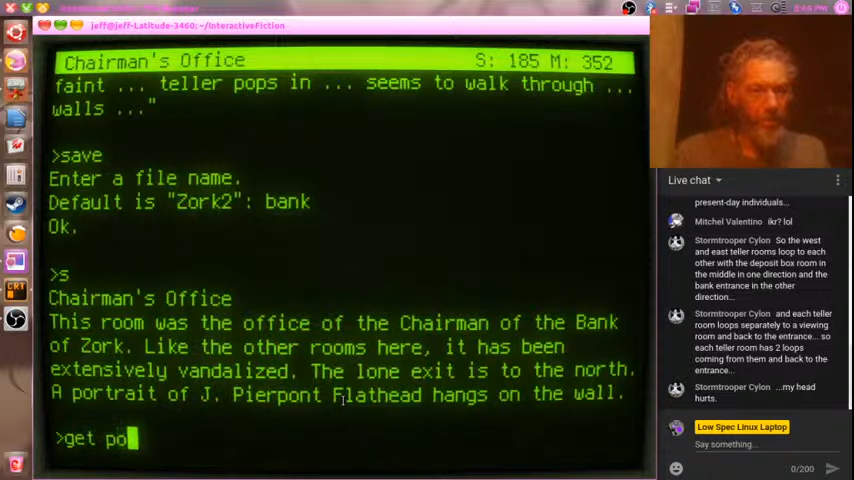 8:46 PM
jeff@jeff-Latitude-3460: ~/InteractiveFiction
Chairman's Office S: 185 M: 352
faint ... teller pops in ... seems to walk through ...
walls ..."
>save
Enter a file name.
Default is "Zork2": bank
Ok.
>s
Chairman's Office
This room was the office of the Chairman of the Bank
of Zork. Like the other rooms here, it has been
extensively vandalized. The lone exit is to the north.
A portrait of J. Pierpont Flathead hangs on the wall.
>get po
CRT
Live chat
present-day individuals...
Mitchel Valentino ikr? lol
Stormtrooper Cylon So the west
and east teller rooms loop to each
other with the deposit box room in
the middle in one direction and the
bank entrance in the other
direction...
Stormtrooper Cylon and each teller
room loops separately to a viewing
room and back to the entrance... so
each teller room has 2 loops
coming from them and back to the
entrance...
Stormtrooper Cylon ...my head
hurts.
Low Spec Linux Laptop
Say something...
0/200